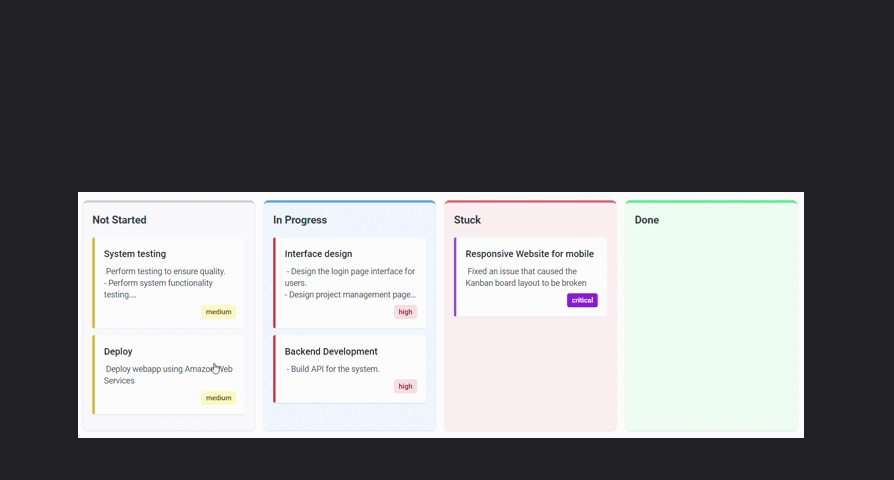 Not Started
System testing
Perform testing to ensure quality.
- Perform system functionality
testing....
medium
Deploy
Deploy webapp using Amazon Web
Services
medium
In Progress
Interface design
- Design the login page interface for
users.
- Design project management page...
high
Backend Development
- Build API for the system.
high
Stuck
Responsive Website for mobile
Fixed an issue that caused the
Kanban board layout to be broken
critical
Done